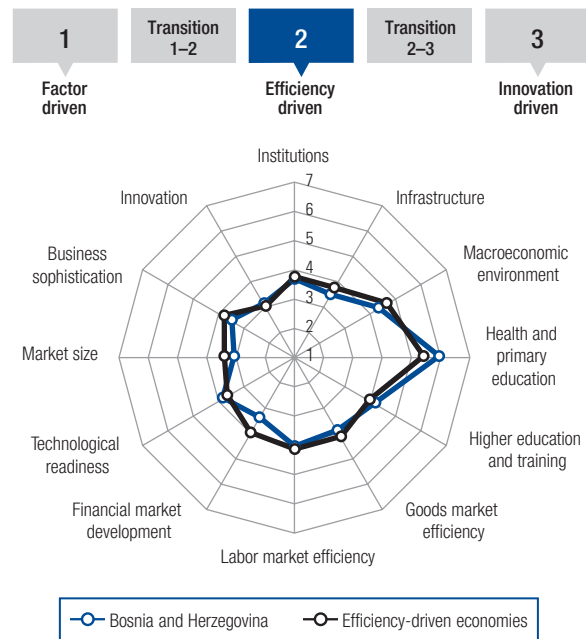 1
Transition
1–2
2
Transition
2–3
3
Factor
driven
Efficiency
driven
Innovation
driven
Institutions
Infrastructure
Macroeconomic
environment
Health and
primary
education
Higher education
and training
Goods market
efficiency
Labor market efficiency
Financial market
development
Technological
readiness
Market size
Business
sophistication
Innovation
7
6
5
4
3
2
1
Bosnia and Herzegovina
Efficiency-driven economies